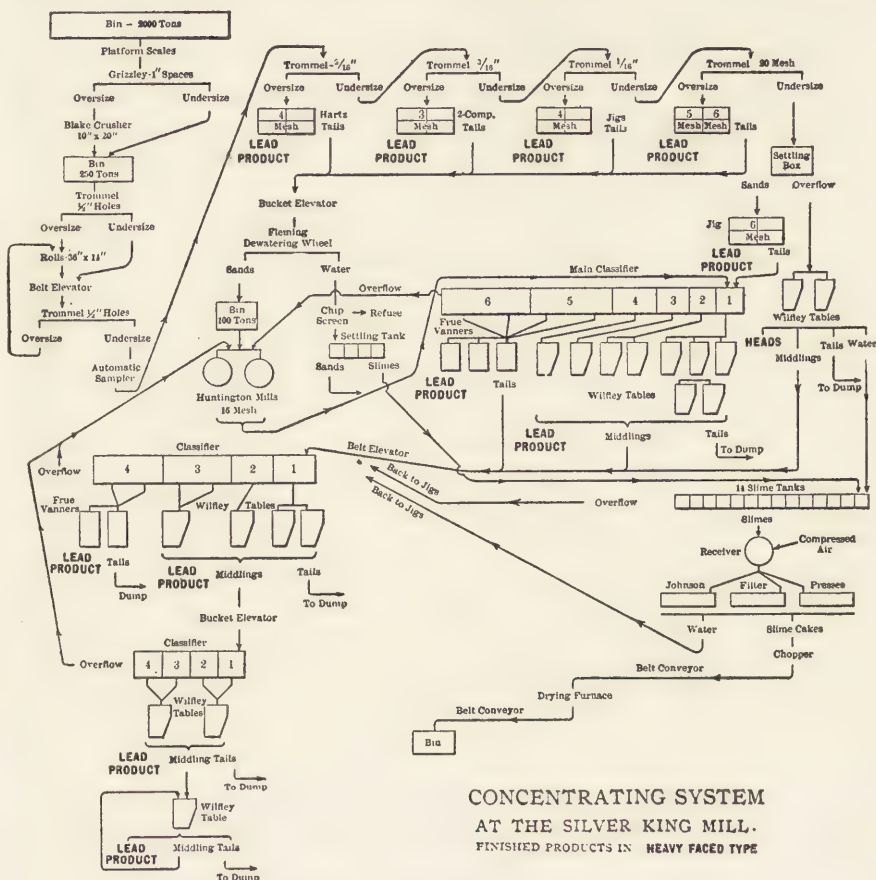 Bin - 2000 Tons
Platform Scales
Grizzley-1" Spaces
Oversize Undersize
Blake Crusher
10" x 20"
Bin
250 Tons
Trommel
Holes
Oversize Undersize
Rolls-36" x 14"
Belt Elevator
Trommel ½" Holes
Oversize Undersize
Automatic
Sampler
Trommel-5/16" Trommel 3/16" Trommel 1/16" Trommel 20 Mesh
Oversize Undersize Oversize Undersize Oversize Undersize Oversize Undersize
4
Mesh
Hartz
Tails
LEAD
PRODUCT
3
Mesh
2-Comp.
Tails
LEAD
PRODUCT
4
Mesh
Jigs
Tails
LEAD
PRODUCT
5 6
Mesh Mesh
Tails
LEAD
PRODUCT
Settling
Box
Sands Overflow
Jig 6
Mesh
LEAD
PRODUCT
Tails
Bucket Elevator
Fleming
Dewatering Wheel
Sands Water
Bin
100 Tons
Chip
Screen
Refuse
Settling Tank
Sands Slimes
Huntington Mills
16 Mesh
Overflow
Main Classifier
6 5 4 3 2 1
Frue
Vanners
LEAD
PRODUCT
Tails
Wilfley Tables
LEAD
PRODUCT
Middlings
Tails
To Dump
Wilfley Tables
HEADS
Middlings
Tails
Water
To Dump
Classifier
4 3 2 1
Overflow
Belt Elevator
Back to Jigs
Back to Jigs
Overflow
14 Slime Tanks
Slimes
Receiver
Compressed
Air
Johnson Filter Presses
Water Slime Cakes
Chopper
Belt Conveyor
Drying Furnace
Belt Conveyor
Bin
Frue
Vanners
Wilfley Tables
LEAD
PRODUCT
Tails
Dump
LEAD
PRODUCT
Middlings
Tails
To Dump
Bucket Elevator
Classifier
Overflow
4 3 2 1
Wilfley
Tables
LEAD
PRODUCT
Middling Tails
To Dump
Wilfley
Table
LEAD
PRODUCT
Middling Tails
To Dump
CONCENTRATING SYSTEM
AT THE SILVER KING MILL.
FINISHED PRODUCTS IN HEAVY FACED TYPE